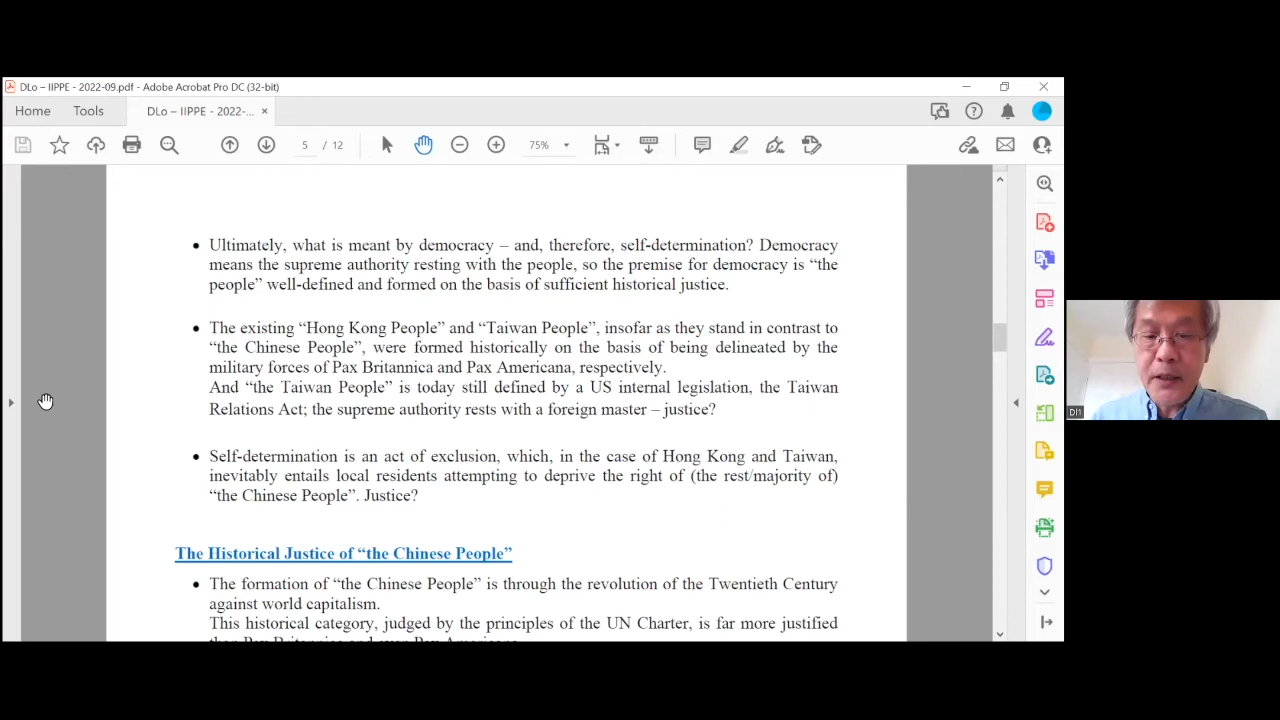 DLo – IIPPE - 2022-09.pdf - Adobe Acrobat Pro DC (32-bit)
Home Tools DLo – IIPPE - 2022-... ×
5 / 12 75%
• Ultimately, what is meant by democracy – and, therefore, self-determination? Democracy
means the supreme authority resting with the people, so the premise for democracy is “the
people” well-defined and formed on the basis of sufficient historical justice.
• The existing “Hong Kong People” and “Taiwan People”, insofar as they stand in contrast to
“the Chinese People”, were formed historically on the basis of being delineated by the
military forces of Pax Britannica and Pax Americana, respectively.
And “the Taiwan People” is today still defined by a US internal legislation, the Taiwan
Relations Act; the supreme authority rests with a foreign master – justice?
• Self-determination is an act of exclusion, which, in the case of Hong Kong and Taiwan,
inevitably entails local residents attempting to deprive the right of (the rest/majority of)
“the Chinese People”. Justice?
The Historical Justice of “the Chinese People”
• The formation of “the Chinese People” is through the revolution of the Twentieth Century
against world capitalism.
This historical category, judged by the principles of the UN Charter, is far more justified
than Pax Britannica and even Pax Americana